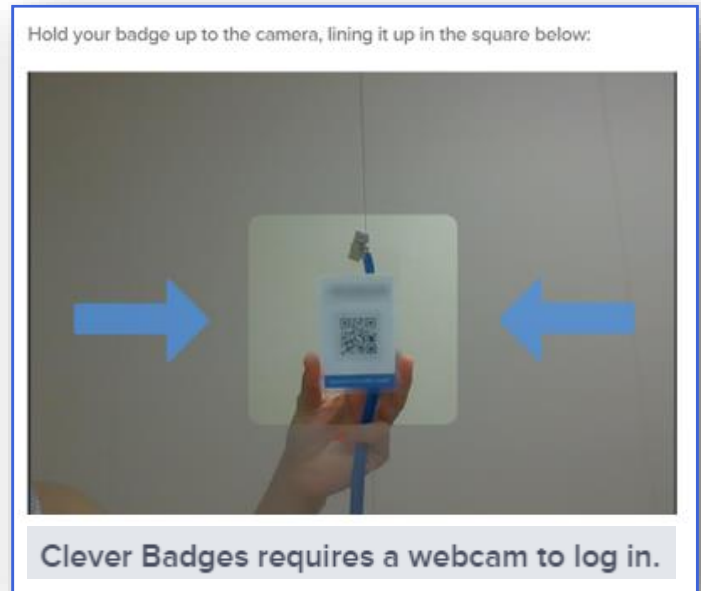 Hold your badge up to the camera, lining it up in the square below:
Clever Badges requires a webcam to log in.